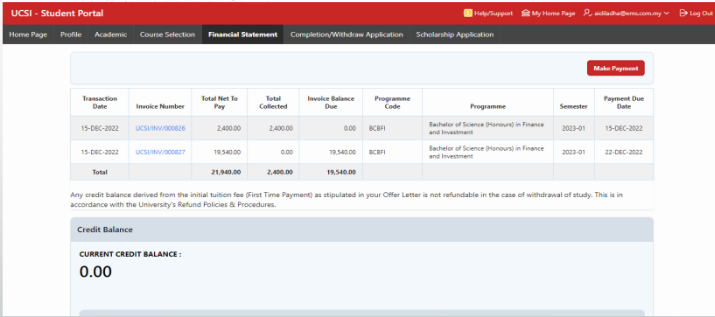 UCSI - Student Portal
Help/Support My Home Page aidiladha@ems.com.my Log Out
Home Page Profile Academic Course Selection Financial Statement Completion/Withdraw Application Scholarship Application
Make Payment
Transaction Date Invoice Number Total Net To Pay Total Collected Invoice Balance Due Programme Code Programme Semester Payment Due Date
15-DEC-2022 UCSI/INV/000826 2,400.00 2,400.00 0.00 BCBFI Bachelor of Science (Honours) in Finance and Investment 2023-01 15-DEC-2022
15-DEC-2022 UCSI/INV/000827 19,540.00 0.00 19,540.00 BCBFI Bachelor of Science (Honours) in Finance and Investment 2023-01 22-DEC-2022
Total 21,940.00 2,400.00 19,540.00
Any credit balance derived from the initial tuition fee (First Time Payment) as stipulated in your Offer Letter is not refundable in the case of withdrawal of study. This is in
accordance with the University's Refund Policies & Procedures.
Credit Balance
CURRENT CREDIT BALANCE :
0.00